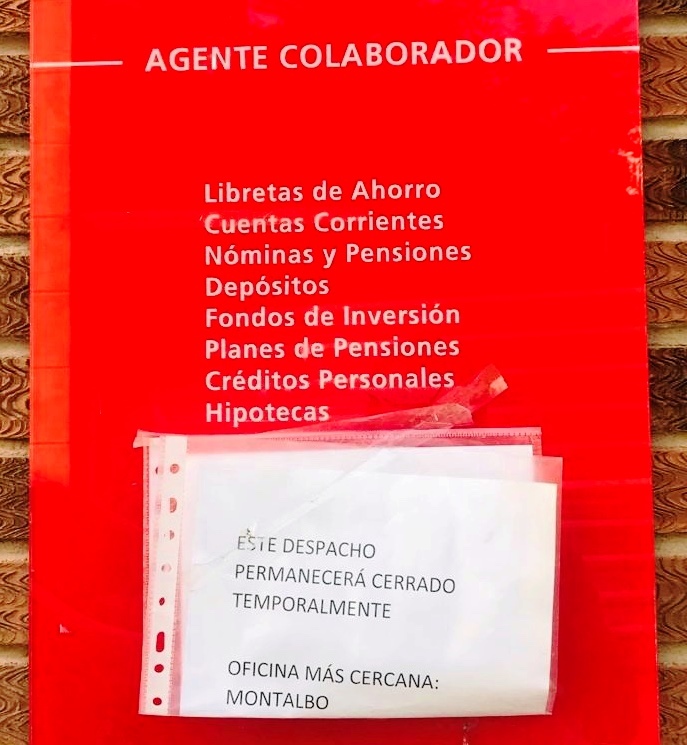 AGENTE COLABORADOR
Libretas de Ahorro
Cuentas Corrientes
Nóminas y Pensiones
Depósitos
Fondos de Inversión
Planes de Pensiones
Créditos Personales
Hipotecas
ESTE DESPACHO
PERMANECERÁ CERRADO
TEMPORALMENTE
OFICINA MÁS CERCANA:
MONTALBO